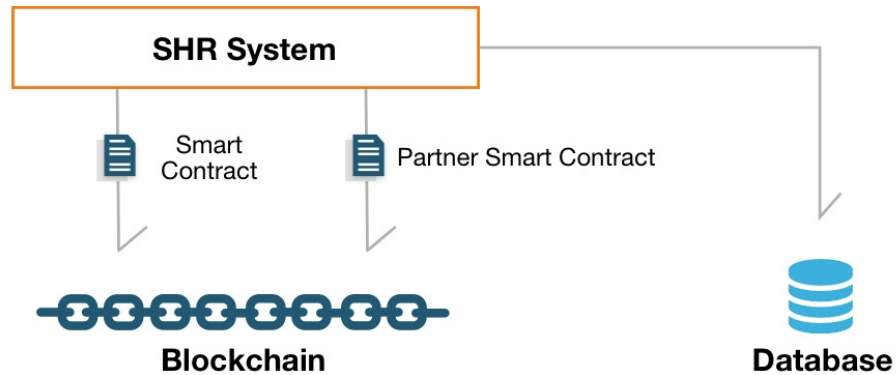 SHR System
Smart
Contract
Partner Smart Contract
Blockchain
Database